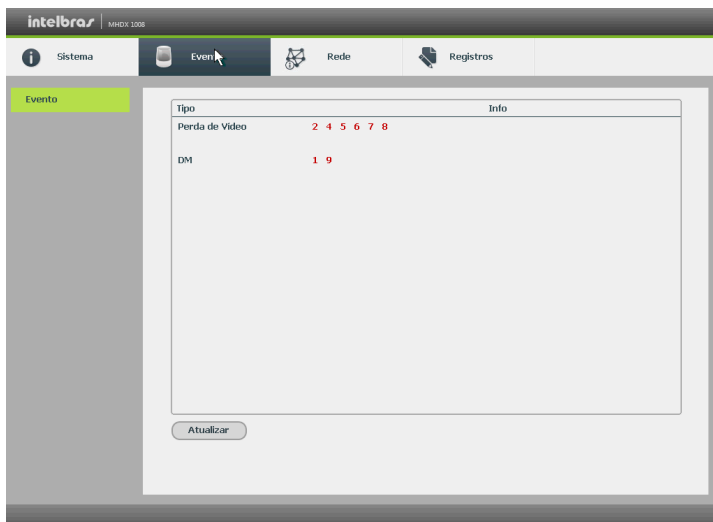 intelbras MHDX 1008
Sistema Even Rede Registros
Evento
Tipo Info
Perda de Vídeo 2 4 5 6 7 8
DM 1 9
Atualizar